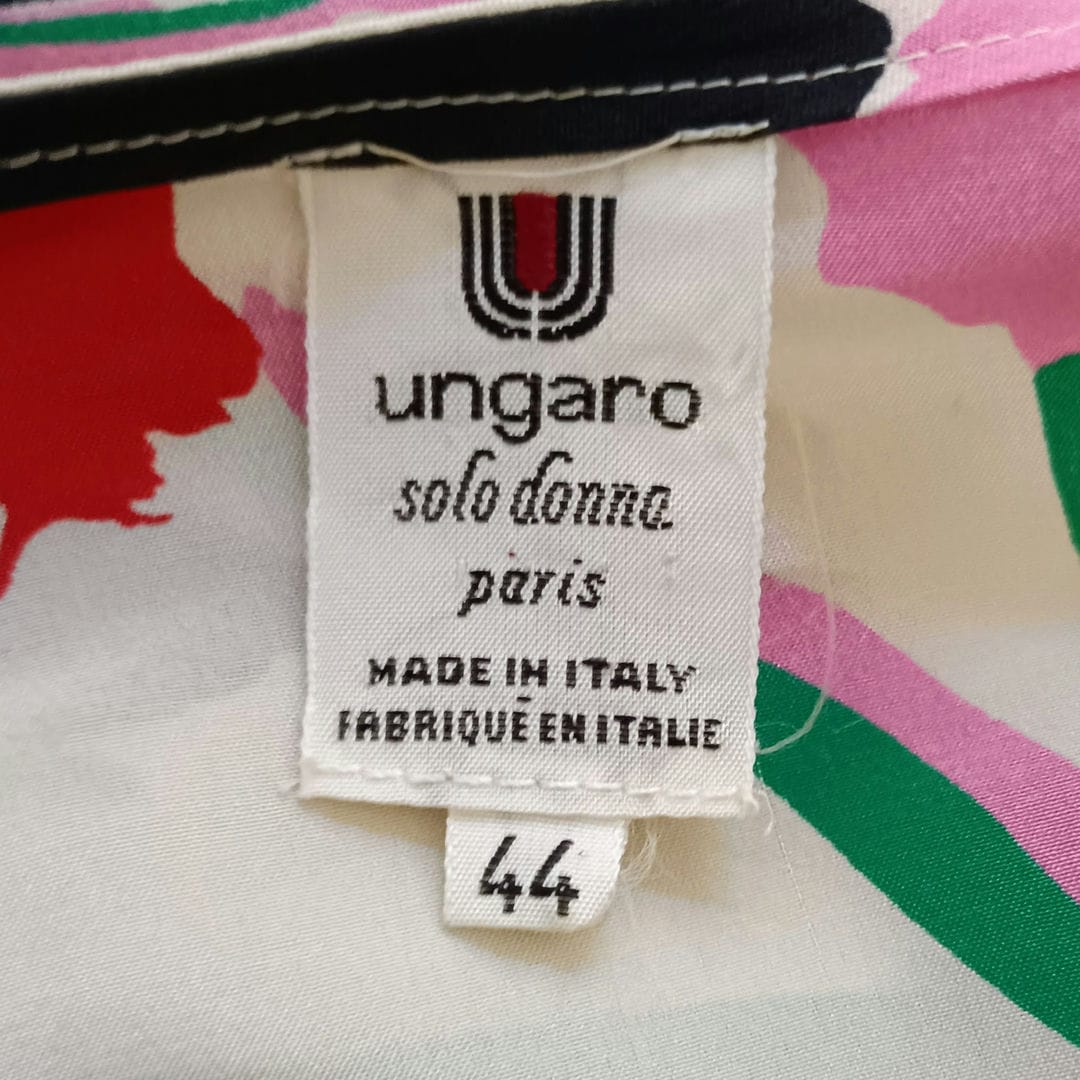 ungaro
solo donna
paris
MADE IN ITALY
FABRIQUÉ EN ITALIE
44